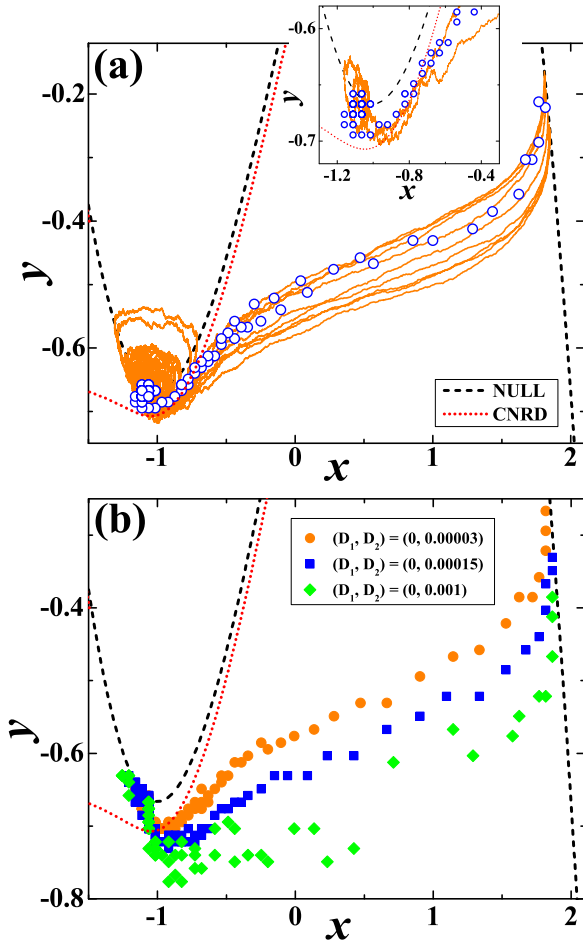 (a)
-0.6
-0.7
y
-1.2
-0.8
-0.4
x
-0.2
-0.4
-0.6
y
NULL
CNRD
-1
0
1
2
x
(b)
(D1, D2) = (0, 0.00003)
(D1, D2) = (0, 0.00015)
(D1, D2) = (0, 0.001)
-0.4
-0.6
-0.8
y
-1
0
1
2
x